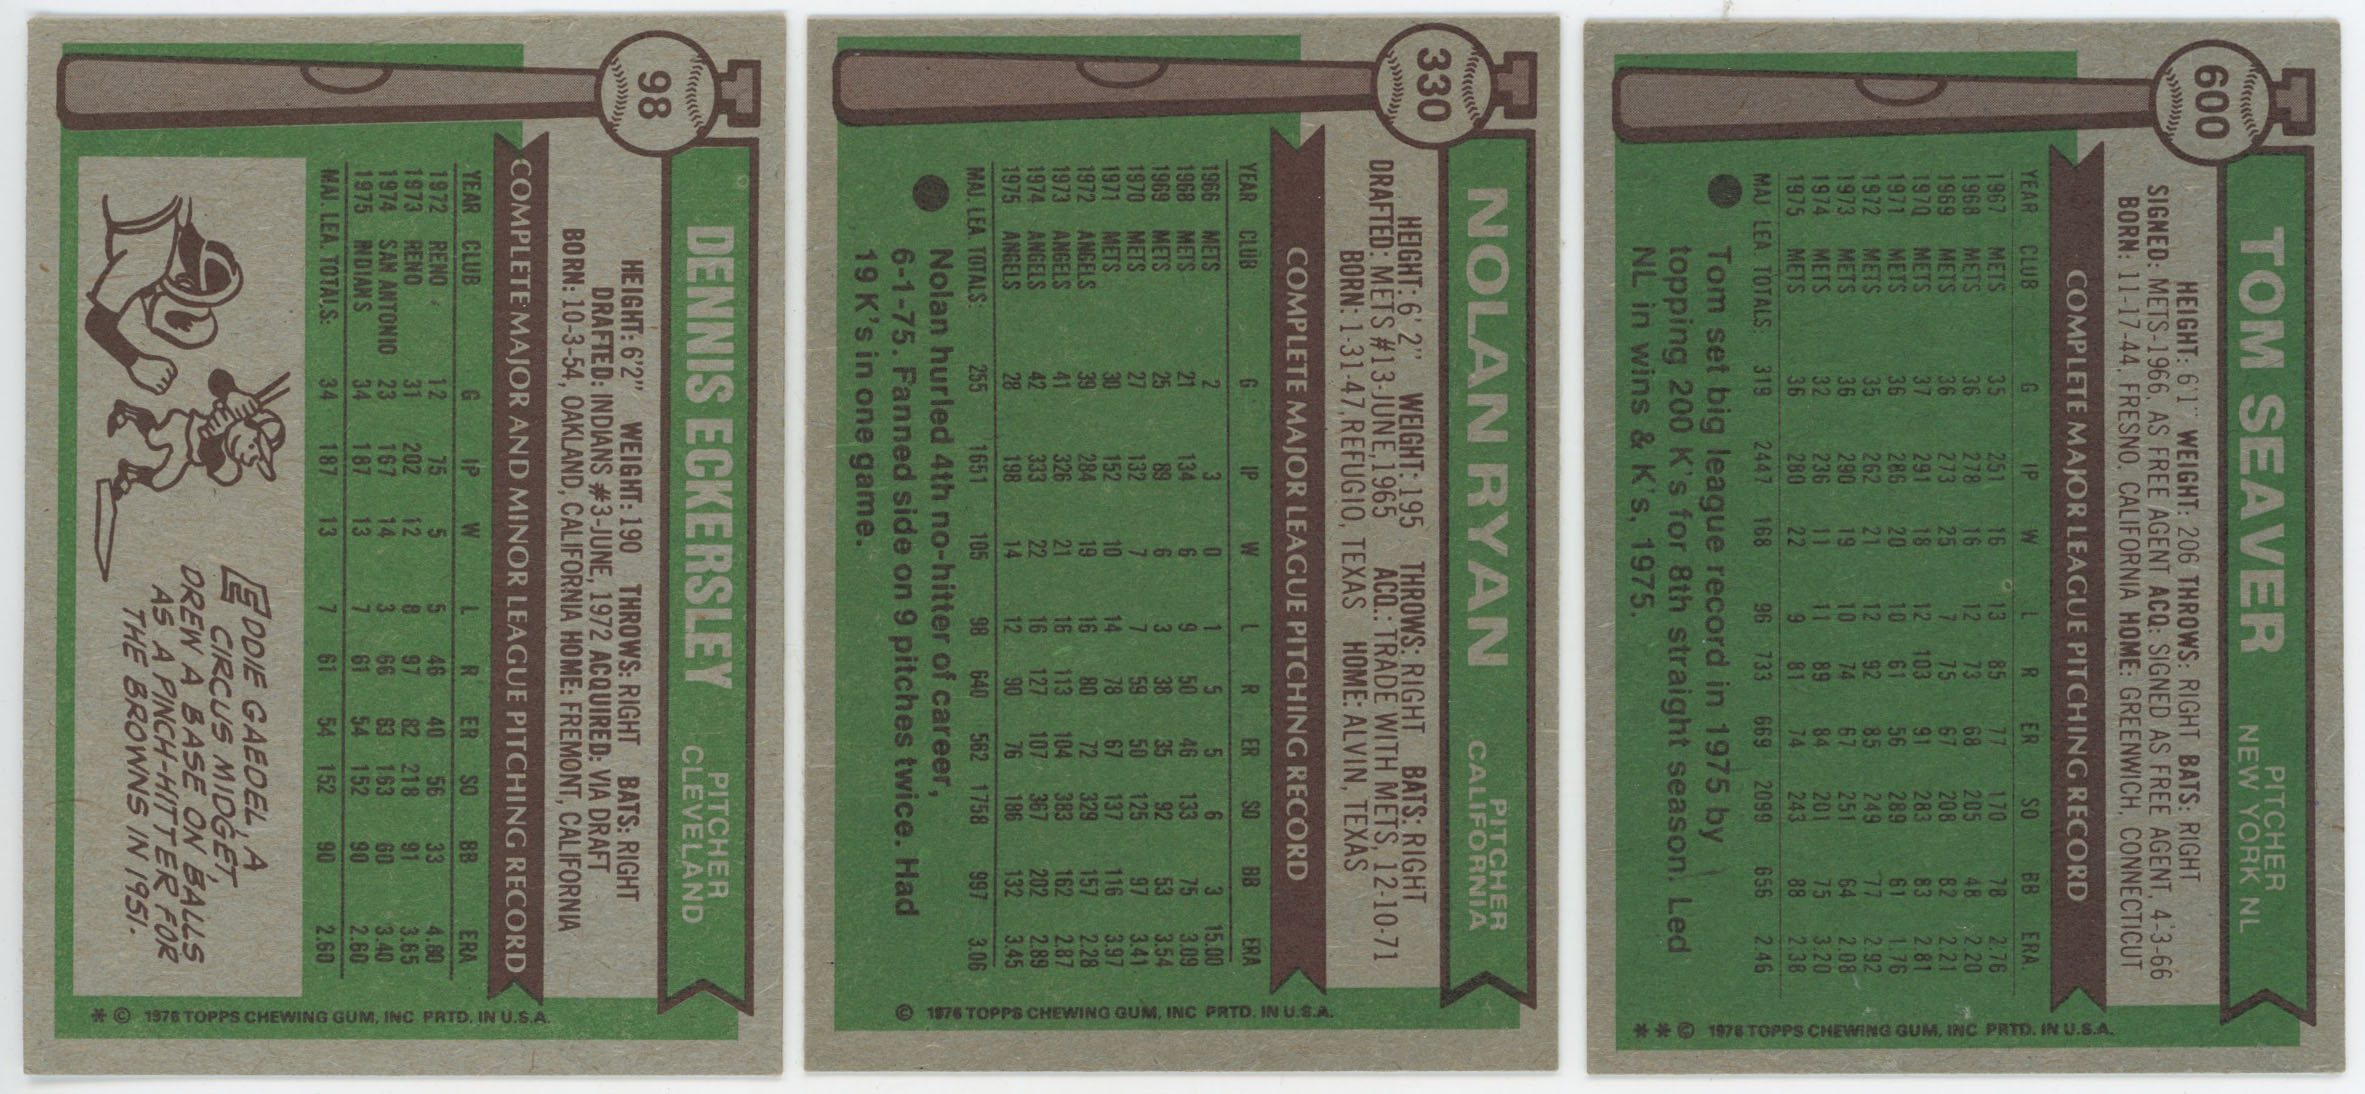 98
DENNIS ECKERSLEY
PITCHER
CLEVELAND
HEIGHT: 6'2" WEIGHT: 190 THROWS: RIGHT BATS: RIGHT
DRAFTED: INDIANS #3-JUNE, 1972 ACQUIRED: VIA DRAFT
BORN: 10-3-54, OAKLAND, CALIFORNIA HOME: FREMONT, CALIFORNIA
COMPLETE MAJOR AND MINOR LEAGUE PITCHING RECORD
YEAR CLUB G IP W L R ER SO BB ERA
1972 RENO 12 75 5 5 46 40 56 33 4.80
1973 RENO 31 202 12 8 97 82 218 91 3.65
1974 SAN ANTONIO 23 167 14 3 66 63 163 60 3.40
1975 INDIANS 34 187 13 7 61 54 152 90 2.60
MAJ. LEA. TOTALS: 34 187 13 7 61 54 152 90 2.60
EDDIE GAEDEL, A
CIRCUS MIDGET
DREW A BASE ON BALLS
AS A PINCH-HITTER FOR
THE BROWNS IN 1951.
* © 1976 TOPPS CHEWING GUM, INC PRTD. IN U.S.A.
330
NOLAN RYAN
PITCHER
CALIFORNIA
HEIGHT: 6' 2" WEIGHT: 195 THROWS: RIGHT BATS: RIGHT
DRAFTED: METS #13-JUNE, 1965 ACQ.: TRADE WITH METS, 12-10-71
BORN: 1-31-47, REFUGIO, TEXAS HOME: ALVIN, TEXAS
COMPLETE MAJOR LEAGUE PITCHING RECORD
YEAR CLUB G IP W L R ER SO BB ERA
1966 METS 2 3 0 1 5 5 6 3 15.00
1968 METS 21 134 6 9 50 46 133 75 3.09
1969 METS 25 89 6 3 38 35 92 53 3.54
1970 METS 27 132 7 7 59 50 125 97 3.41
1971 METS 30 152 10 14 78 67 137 116 3.97
1972 ANGELS 39 284 19 16 80 72 329 157 2.28
1973 ANGELS 41 326 21 16 113 104 383 162 2.87
1974 ANGELS 42 333 22 16 127 107 367 202 2.89
1975 ANGELS 28 198 14 12 90 76 186 132 3.45
MAJ. LEA TOTALS: 255 1651 105 98 640 562 1758 997 3.06
Nolan hurled 4th no-hitter of career,
6-1-75. Fanned side on 9 pitches twice. Had
19 K's in one game.
© 1976 TOPPS CHEWING GUM, INC PRTD. IN U.S.A.
600
TOM SEAVER
PITCHER
NEW YORK NL
HEIGHT: 6'1" WEIGHT: 206 THROWS: RIGHT BATS: RIGHT
SIGNED: METS-1966, AS FREE AGENT ACQ: SIGNED AS FREE AGENT, 4-3-66
BORN: 11-17-44, FRESNO, CALIFORNIA HOME: GREENWICH, CONNECTICUT
COMPLETE MAJOR LEAGUE PITCHING RECORD
YEAR CLUB G IP W L R ER SO BB ERA.
1967 METS 35 251 16 13 85 77 170 78 2.76
1968 METS 36 278 16 12 73 68 205 48 2.20
1969 METS 36 273 25 7 75 67 208 82 2.21
1970 METS 37 291 18 12 103 91 283 83 2.81
1971 METS 36 286 20 10 61 56 289 61 1.76
1972 METS 35 262 21 12 92 85 249 77 2.92
1973 METS 36 290 19 10 74 67 251 64 2.08
1974 METS 32 236 11 11 89 84 201 75 3.20
1975 METS 36 280 22 9 81 74 243 88 2.38
MAJ LEA TOTALS: 319 2447 168 96 733 669 2099 656 2.46
Tom set big league record in 1975 by
topping 200 K's for 8th straight season. Led
NL in wins & K's, 1975.
* * © 1976 TOPPS CHEWING GUM, INC PRTD. IN U.S.A.